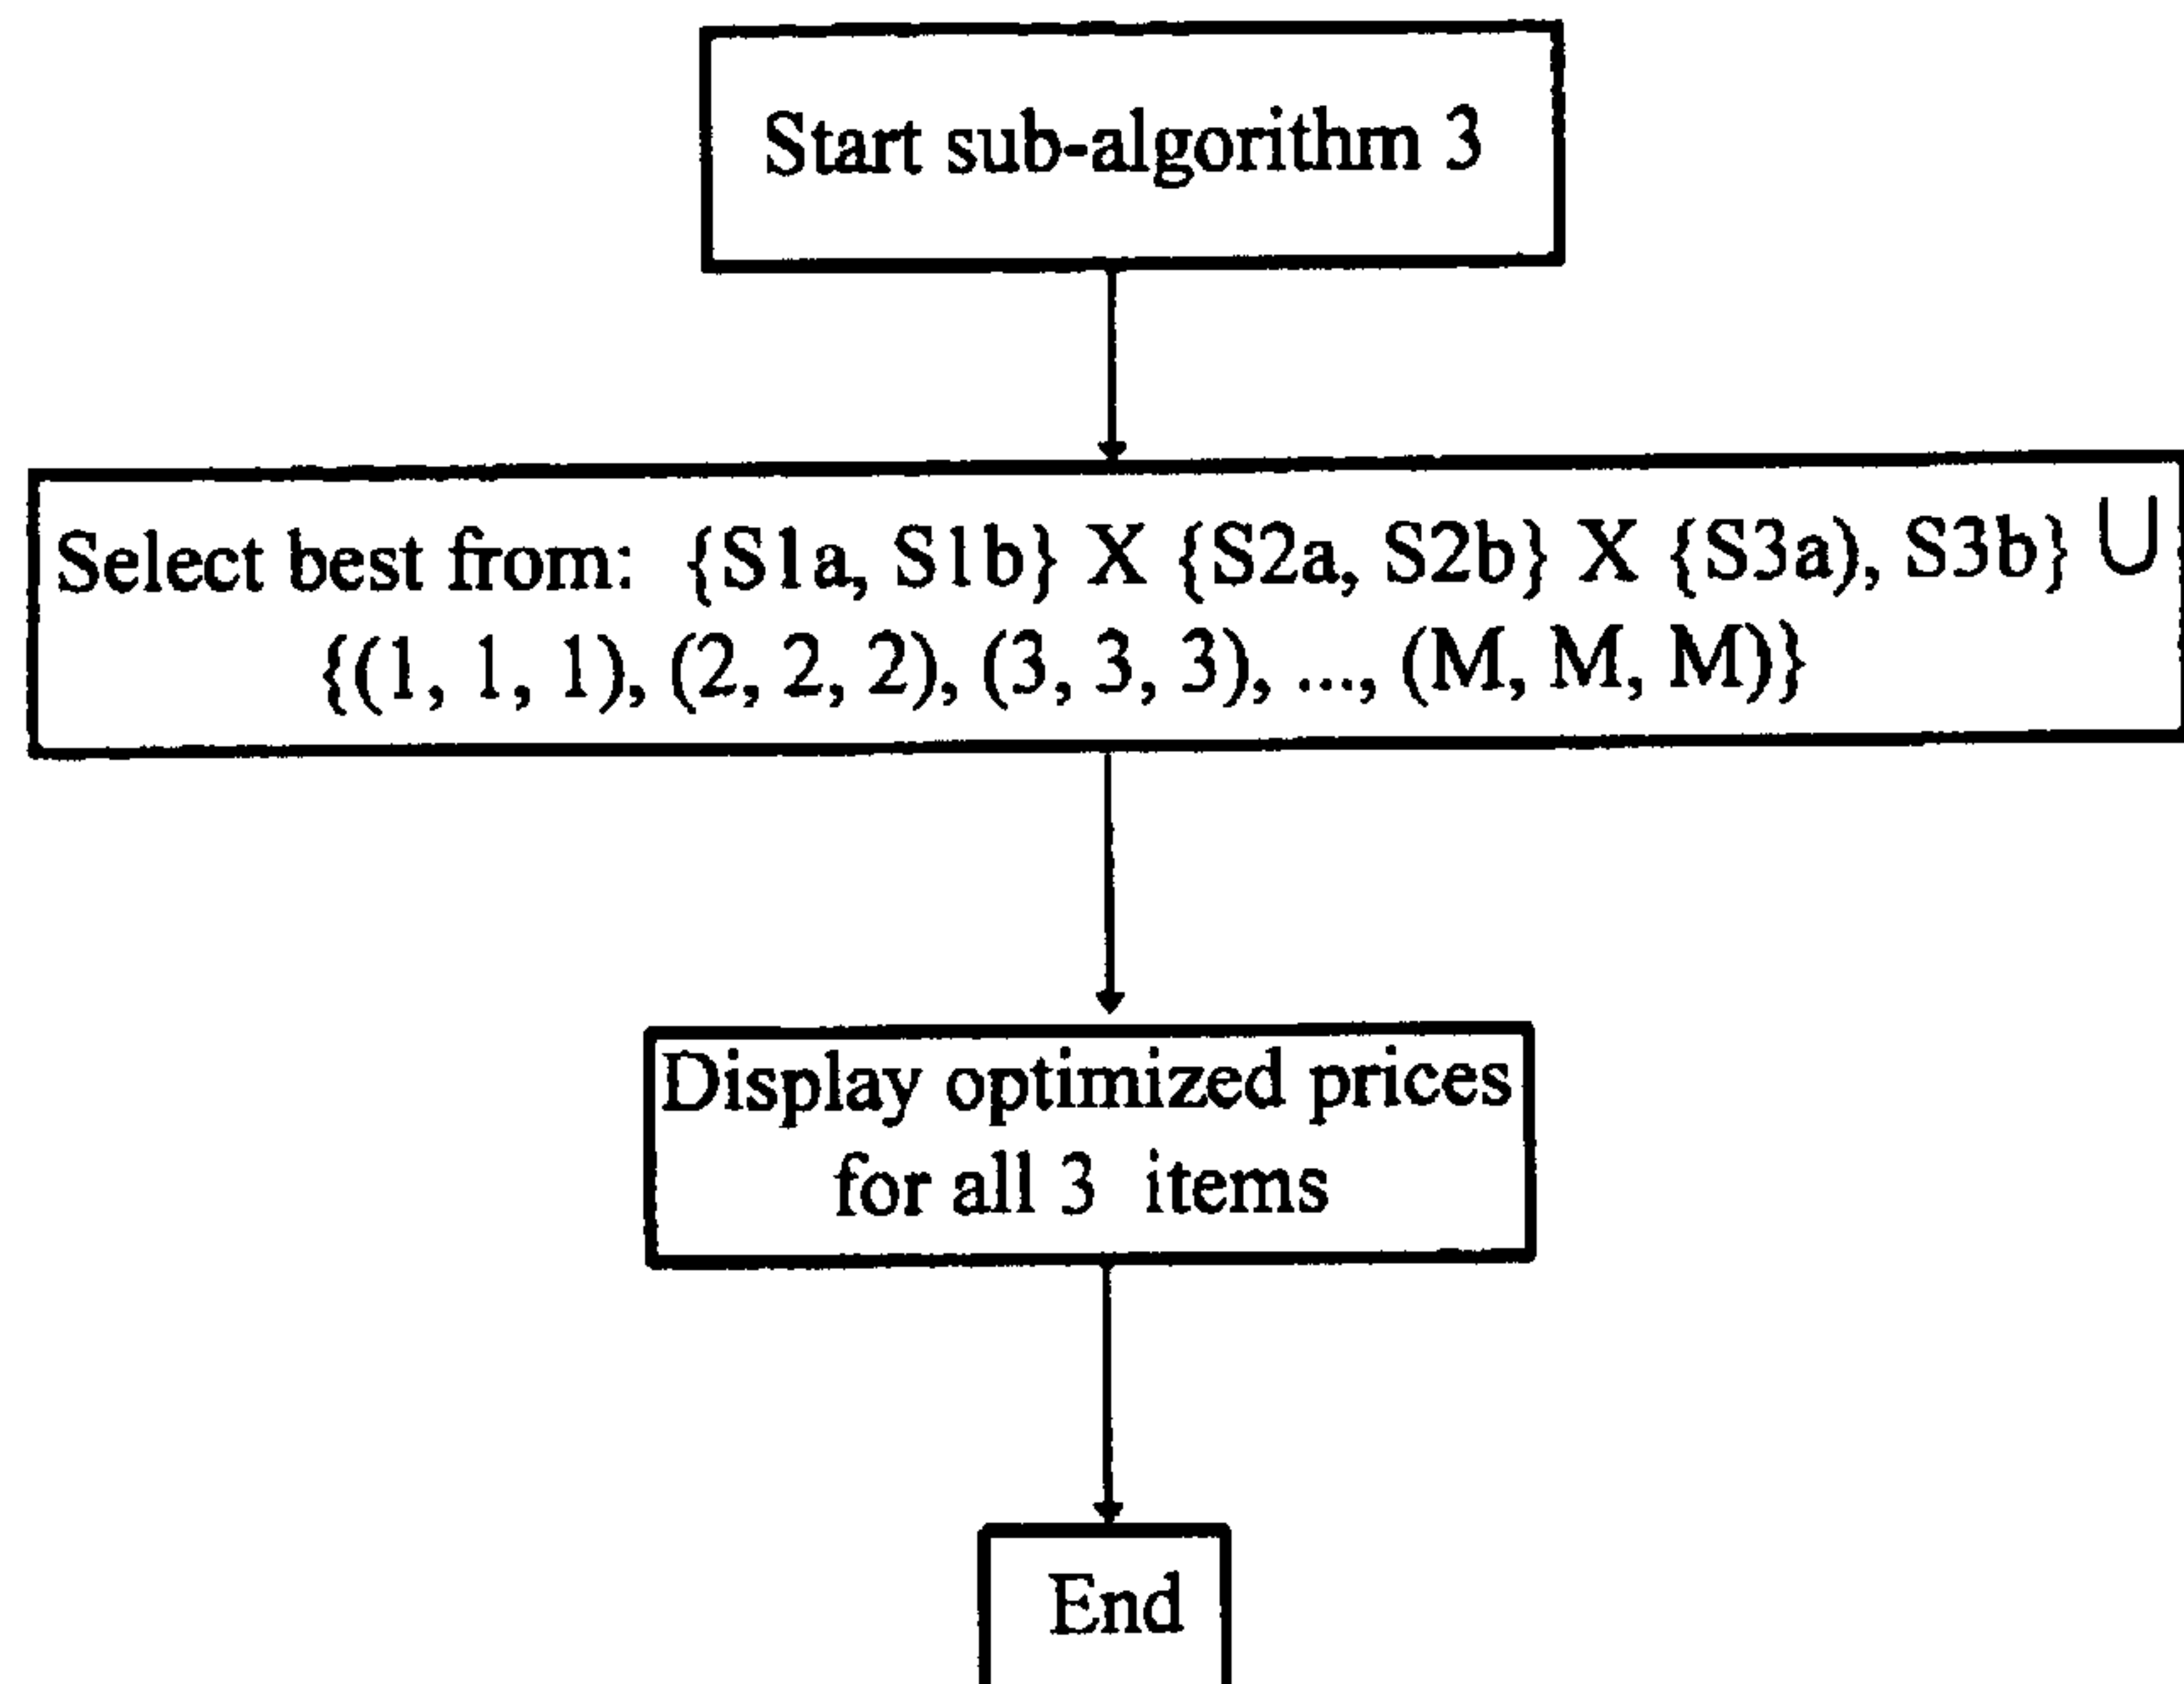 Start sub-algorithm 3
Select best from: {S1a, S1b} X {S2a, S2b} X {S3a), S3b} ∪
{(1, 1, 1), (2, 2, 2), (3, 3, 3), ..., (M, M, M)}
Display optimized prices
for all 3 items
End